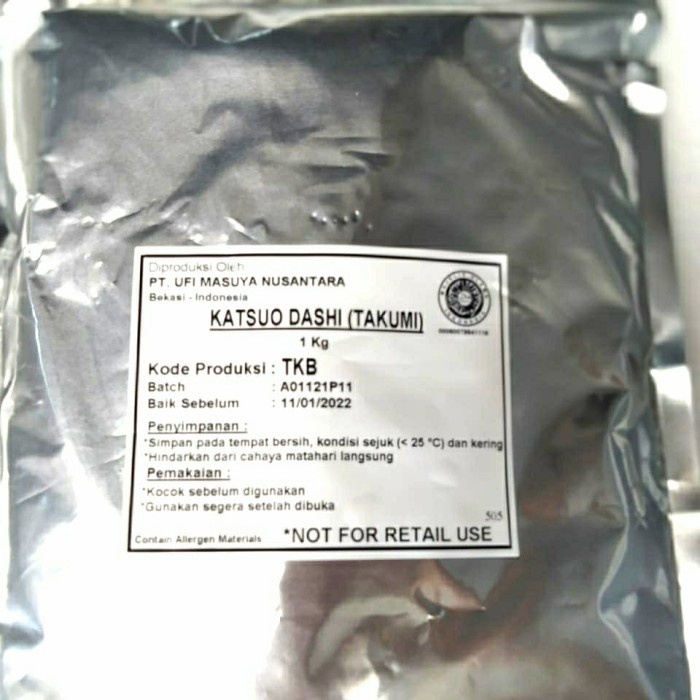 Diproduksi Oleh
PT. UFI MASUYA NUSANTARA
Bekasi - Indonesia
KATSUO DASHI (TAKUMI)
1 Kg
Kode Produksi : TKB
Batch : A01121P11
Baik Sebelum : 11/01/2022
Penyimpanan :
*Simpan pada tempat bersih, kondisi sejuk (< 25 °C) dan kering
*Hindarkan dari cahaya matahari langsung
Pemakaian :
*Kocok sebelum digunakan
*Gunakan segera setelah dibuka
505
Contain Allergen Materials *NOT FOR RETAIL USE